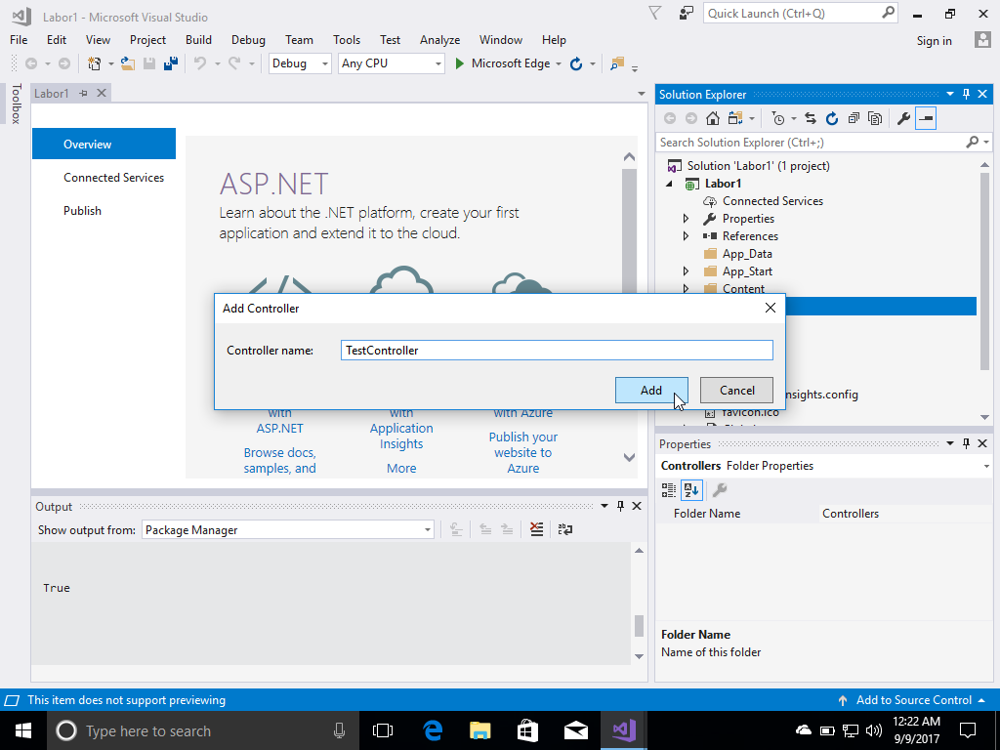 Labor1 - Microsoft Visual Studio
Quick Launch (Ctrl+Q)
File Edit View Project Build Debug Team Tools Test Analyze Window Help
Sign in
Debug Any CPU Microsoft Edge
Toolbox
Labor1
Overview
Connected Services
Publish
ASP.NET
Learn about the .NET platform, create your first
application and extend it to the cloud.
Add Controller
Controller name: TestController
Add Cancel
with
ASP.NET
Browse docs,
samples, and
with
Application
Insights
More
with Azure
Publish your
website to
Azure
Solution Explorer
Search Solution Explorer (Ctrl+;)
Solution 'Labor1' (1 project)
Labor1
Connected Services
Properties
References
App_Data
App_Start
Content
nsights.config
favicon.ico
Properties
Controllers Folder Properties
Folder Name Controllers
Folder Name
Name of this folder
Output
Show output from: Package Manager
True
This item does not support previewing
Add to Source Control
Type here to search
12:22 AM
9/9/2017